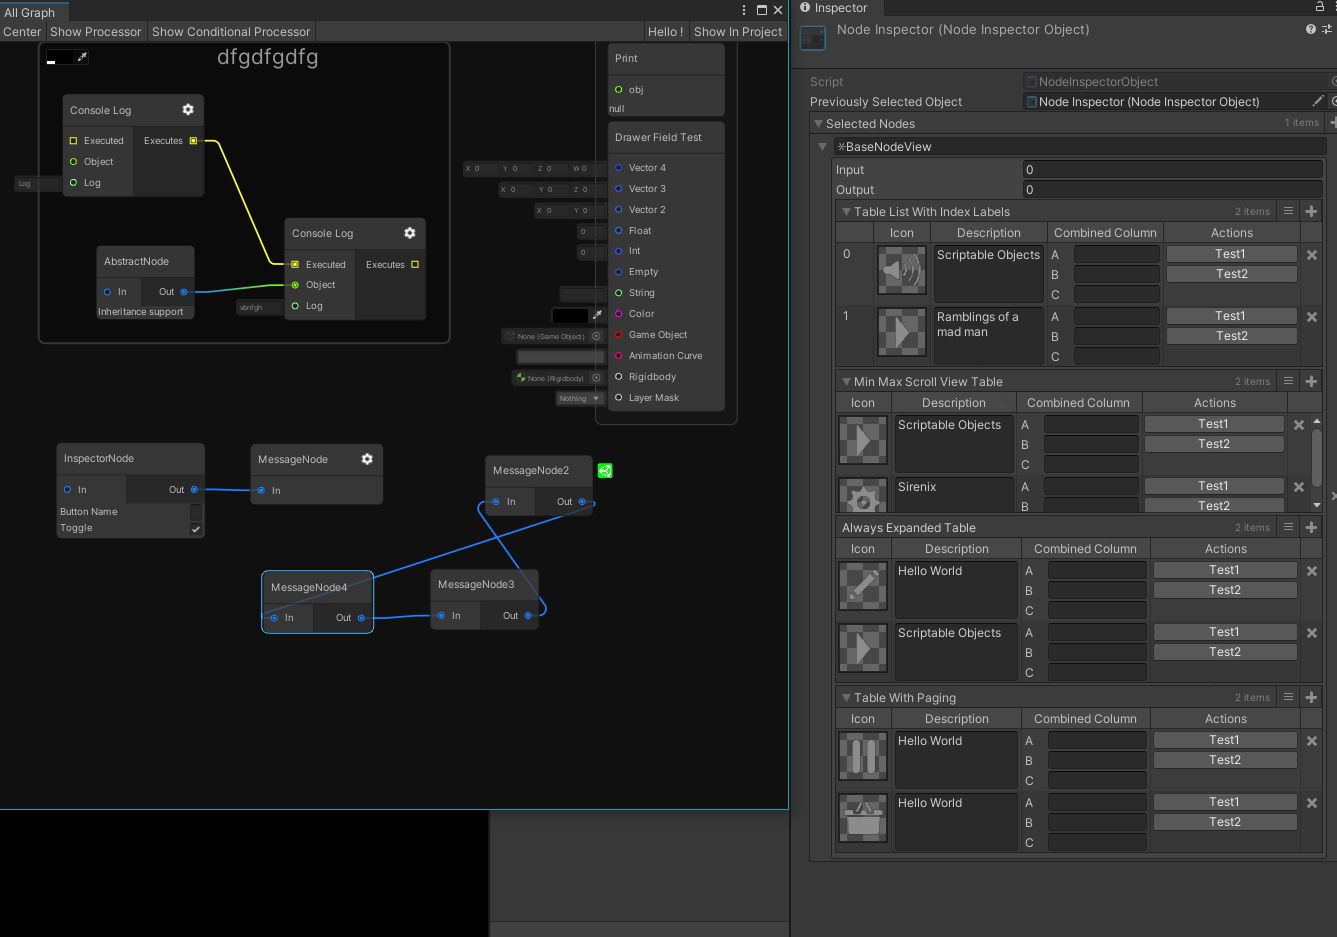 All Graph
Center
Show Processor
Show Conditional Processor
Hello !
Show In Project
dfgdfgdfg
Console Log
Executed
Executes
Object
Log
Log
Console Log
Executed
Executes
Object
vbnfgh
Log
AbstractNode
In
Out
Inheritance support
Print
obj
null
Drawer Field Test
X 0 Y 0 Z 0 W 0 Vector 4
X 0 Y 0 Z 0 Vector 3
X 0 Y 0 Vector 2
0 Float
0 Int
Empty
String
Color
None (Game Object) Game Object
Animation Curve
None (Rigidbody) Rigidbody
Nothing Layer Mask
InspectorNode
In
Out
Button Name
Toggle
MessageNode
In
MessageNode2
In
Out
MessageNode4
In
Out
MessageNode3
In
Out
Inspector
Node Inspector (Node Inspector Object)
Script NodeInspectorObject
Previously Selected Object Node Inspector (Node Inspector Object)
Selected Nodes 1 items
*BaseNodeView
Input 0
Output 0
Table List With Index Labels 2 items
Icon Description Combined Column Actions
0 Scriptable Objects A Test1
B Test2
C
1 Ramblings of a A Test1
mad man B Test2
C
Min Max Scroll View Table 2 items
Icon Description Combined Column Actions
Scriptable Objects A Test1
B Test2
C
Sirenix A Test1
B Test2
Always Expanded Table 2 items
Icon Description Combined Column Actions
Hello World A Test1
B Test2
C
Scriptable Objects A Test1
B Test2
C
Table With Paging 2 items
Icon Description Combined Column Actions
Hello World A Test1
B Test2
C
Hello World A Test1
B Test2
C